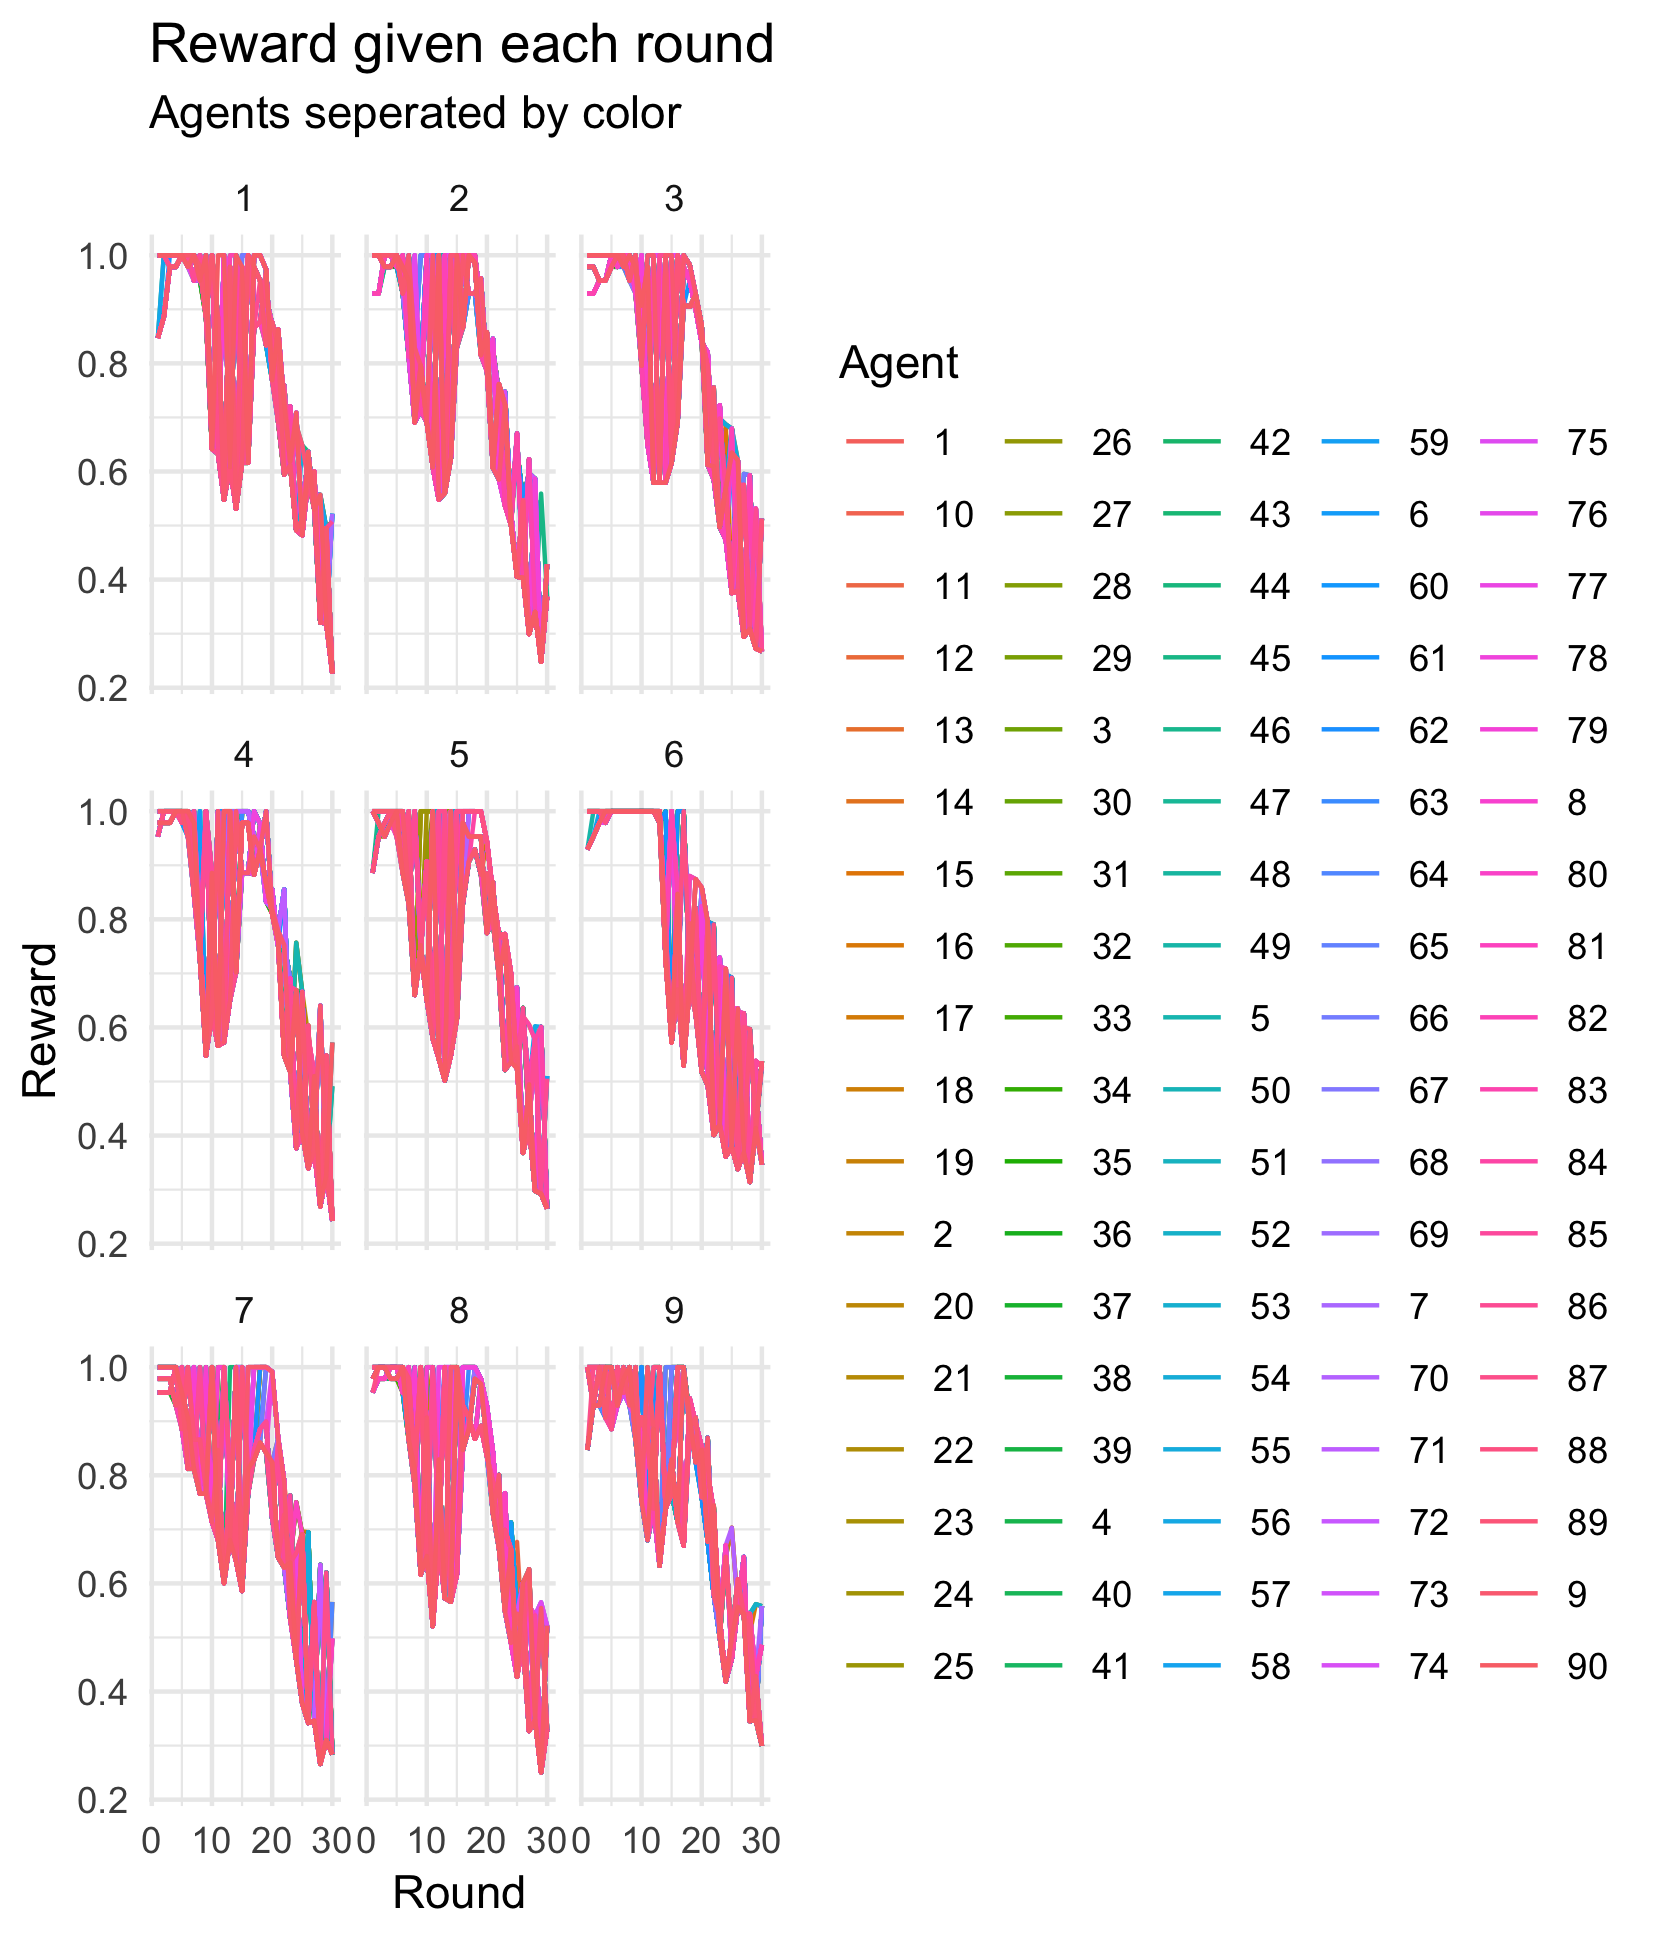 Reward given each round
Agents seperated by color
1 2 3
1.0
0.8
0.6
0.4
0.2
4 5 6
1.0
0.8
0.6
0.4
0.2
7 8 9
1.0
0.8
0.6
0.4
0.2
0 10 20 30 0 10 20 30 0 10 20 30
Round
Reward
Agent
1 26 42 59 75
10 27 43 6 76
11 28 44 60 77
12 29 45 61 78
13 3 46 62 79
14 30 47 63 8
15 31 48 64 80
16 32 49 65 81
17 33 5 66 82
18 34 50 67 83
19 35 51 68 84
2 36 52 69 85
20 37 53 7 86
21 38 54 70 87
22 39 55 71 88
23 4 56 72 89
24 40 57 73 9
25 41 58 74 90